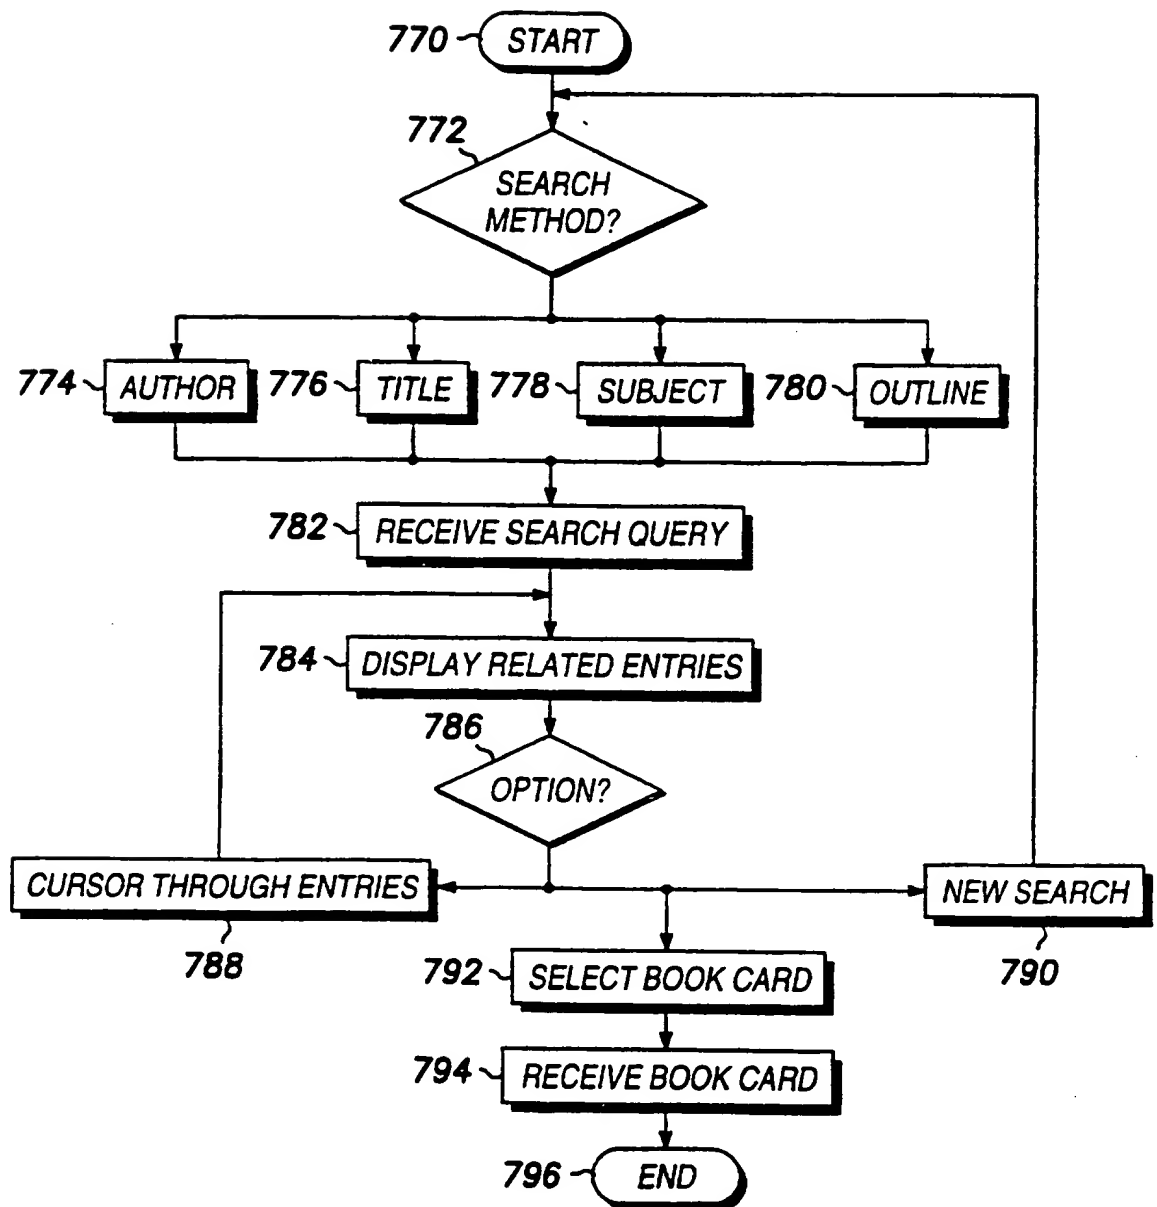 770 START
772
SEARCH
METHOD?
774 AUTHOR 776 TITLE 778 SUBJECT 780 OUTLINE
782 RECEIVE SEARCH QUERY
784 DISPLAY RELATED ENTRIES
786
OPTION?
CURSOR THROUGH ENTRIES NEW SEARCH
788 790
792 SELECT BOOK CARD
794 RECEIVE BOOK CARD
796 END